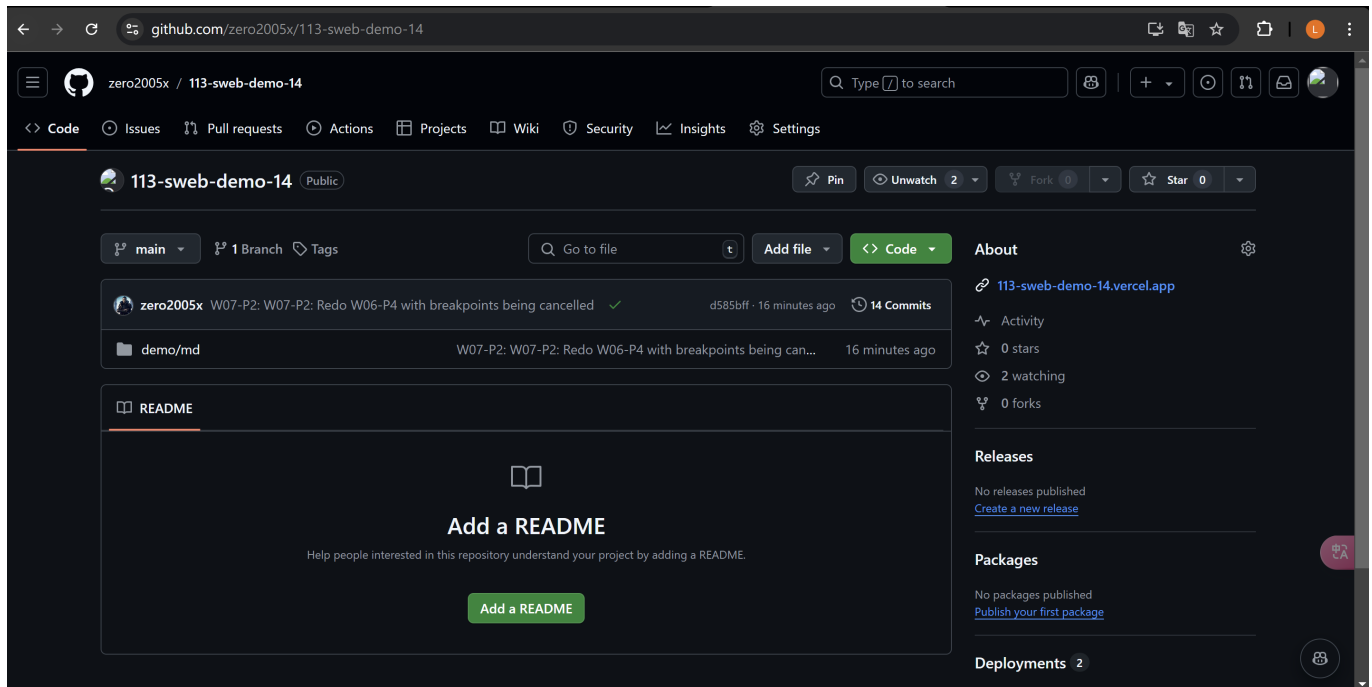 github.com/zero2005x/113-sweb-demo-14
L
zero2005x / 113-sweb-demo-14
Type / to search
Code Issues Pull requests Actions Projects Wiki Security Insights Settings
113-sweb-demo-14 Public
Pin Unwatch 2 Fork 0 Star 0
main 1 Branch Tags Go to file t Add file Code
zero2005x W07-P2: W07-P2: Redo W06-P4 with breakpoints being cancelled d585bff · 16 minutes ago 14 Commits
demo/md W07-P2: W07-P2: Redo W06-P4 with breakpoints being can... 16 minutes ago
README
Add a README
Help people interested in this repository understand your project by adding a README.
Add a README
About
113-sweb-demo-14.vercel.app
Activity
0 stars
2 watching
0 forks
Releases
No releases published
Create a new release
Packages
No packages published
Publish your first package
Deployments 2